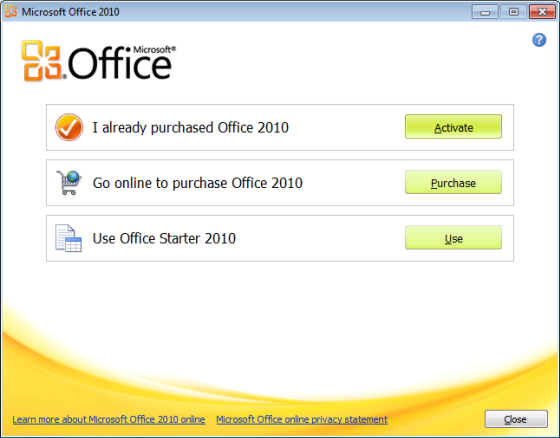 Microsoft Office 2010
Microsoft®
Office
I already purchased Office 2010
Activate
Go online to purchase Office 2010
Purchase
Use Office Starter 2010
Use
Learn more about Microsoft Office 2010 online
Microsoft Office online privacy statement
Close